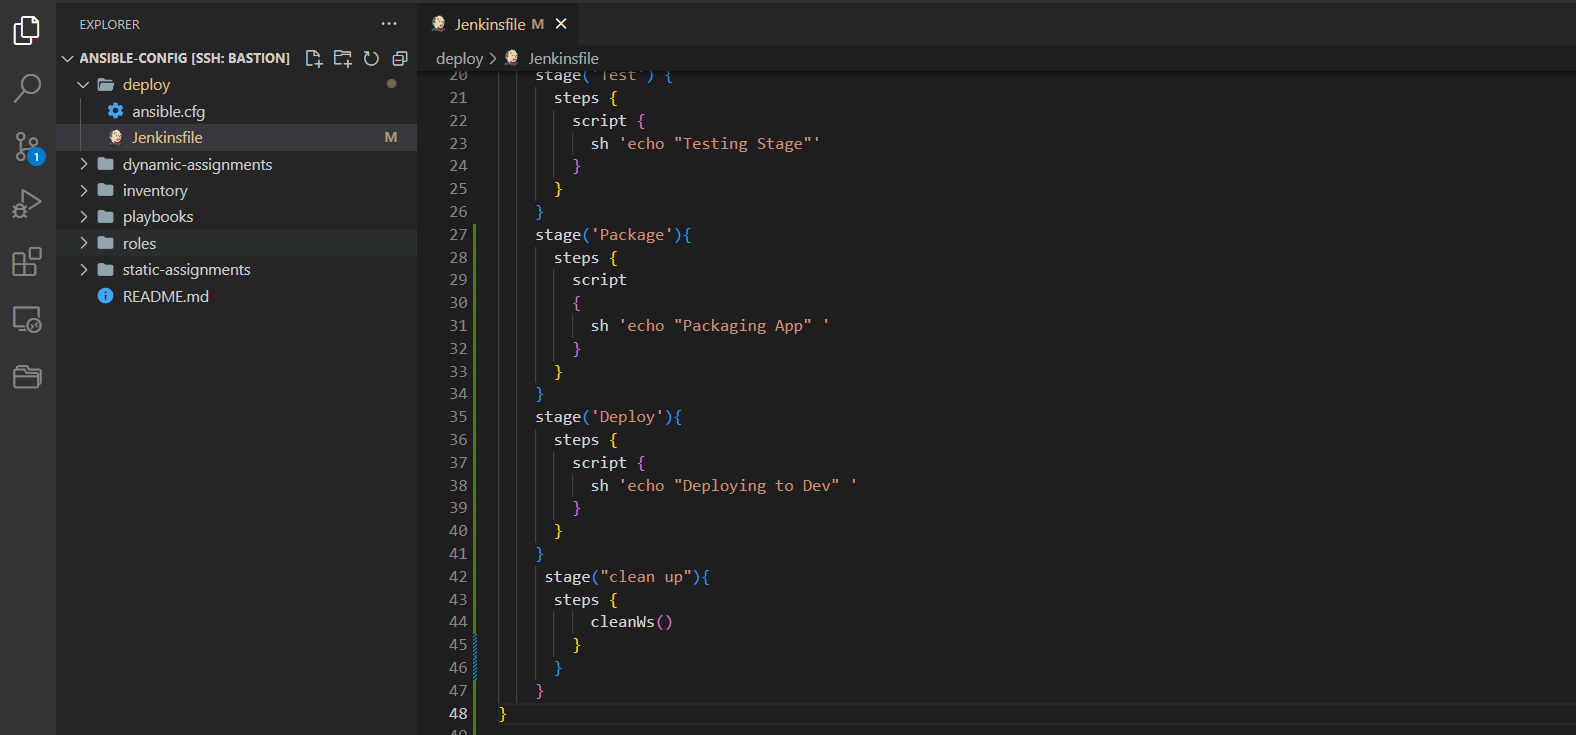 EXPLORER
ANSIBLE-CONFIG [SSH: BASTION]
deploy
ansible.cfg
Jenkinsfile M
dynamic-assignments
inventory
playbooks
roles
static-assignments
README.md
1
Jenkinsfile M
deploy > Jenkinsfile
20 stage('Test') {
21 steps {
22 script {
23 sh 'echo "Testing Stage"'
24 }
25 }
26 }
27 stage('Package'){
28 steps {
29 script
30 {
31 sh 'echo "Packaging App" '
32 }
33 }
34 }
35 stage('Deploy'){
36 steps {
37 script {
38 sh 'echo "Deploying to Dev" '
39 }
40 }
41 }
42 stage("clean up"){
43 steps {
44 cleanWs()
45 }
46 }
47 }
48 }
49